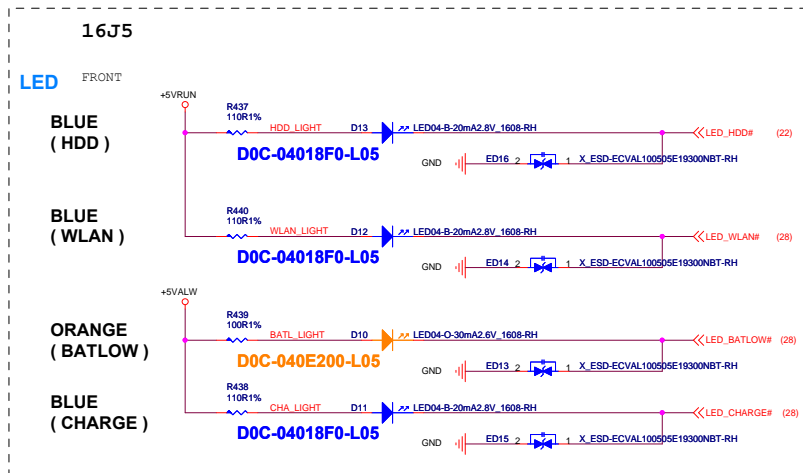 16J5
LED FRONT
+5VRUN
BLUE
( HDD )
R437
110R1%
HDD_LIGHT D13 LED04-B-20mA2.8V_1608-RH LED_HDD# (22)
D0C-04018F0-L05
GND ED16 2 1 X_ESD-ECVAL100505E19300NBT-RH
BLUE
( WLAN )
R440
110R1%
WLAN_LIGHT D12 LED04-B-20mA2.8V_1608-RH LED_WLAN# (28)
D0C-04018F0-L05
GND ED14 2 1 X_ESD-ECVAL100505E19300NBT-RH
+5VALW
ORANGE
( BATLOW )
R439
100R1%
BATL_LIGHT D10 LED04-O-30mA2.6V_1608-RH LED_BATLOW# (28)
D0C-040E200-L05
GND ED13 2 1 X_ESD-ECVAL100505E19300NBT-RH
BLUE
( CHARGE )
R438
110R1%
CHA_LIGHT D11 LED04-B-20mA2.8V_1608-RH LED_CHARGE# (28)
D0C-04018F0-L05
GND ED15 2 1 X_ESD-ECVAL100505E19300NBT-RH